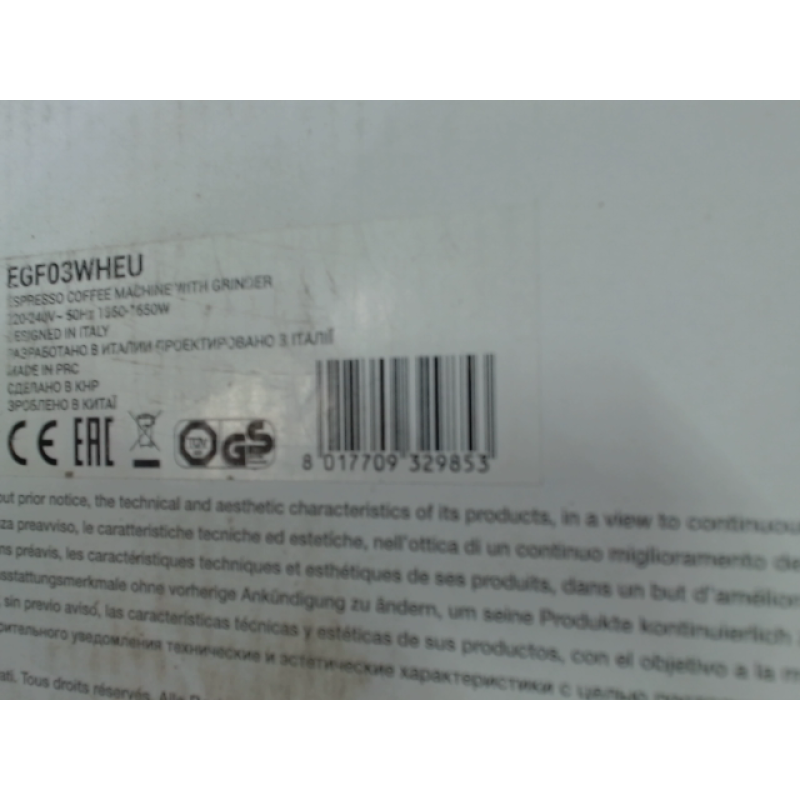 EGF03WHEU
ESPRESSO COFFEE MACHINE WITH GRINDER
220-240V~ 50Hz 1350-1650W
DESIGNED IN ITALY
РАЗРАБОТАНО В ИТАЛИИ ПРОЕКТИРОВАНО З ІТАЛІЇ
MADE IN PRC
СДЕЛАНО В КНР
ЗРОБЛЕНО В КИТАЇ
CE EAC TÜV GS
8 017709 329853
out prior notice, the technical and aesthetic characteristics of its products, in a view to continuou
za preavviso, le caratteristiche tecniche ed estetiche, nell'ottica di un continuo miglioramento de
ns préavis, les caractéristiques techniques et esthétiques de ses produits, dans un but d'amélior
sstattungsmerkmale ohne vorherige Ankündigung zu ändern, um seine Produkte kontinuierlich
sin previo aviso, las características técnicas y estéticas de sus productos, con el objetivo a la m
рительного уведомления технические и эстетические характеристики с целью
ati, Tous droits réservés,